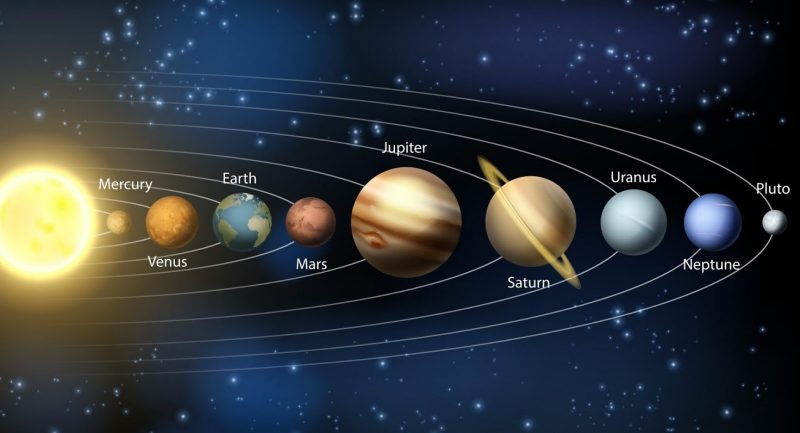 Mercury
Venus
Earth
Mars
Jupiter
Saturn
Uranus
Neptune
Pluto